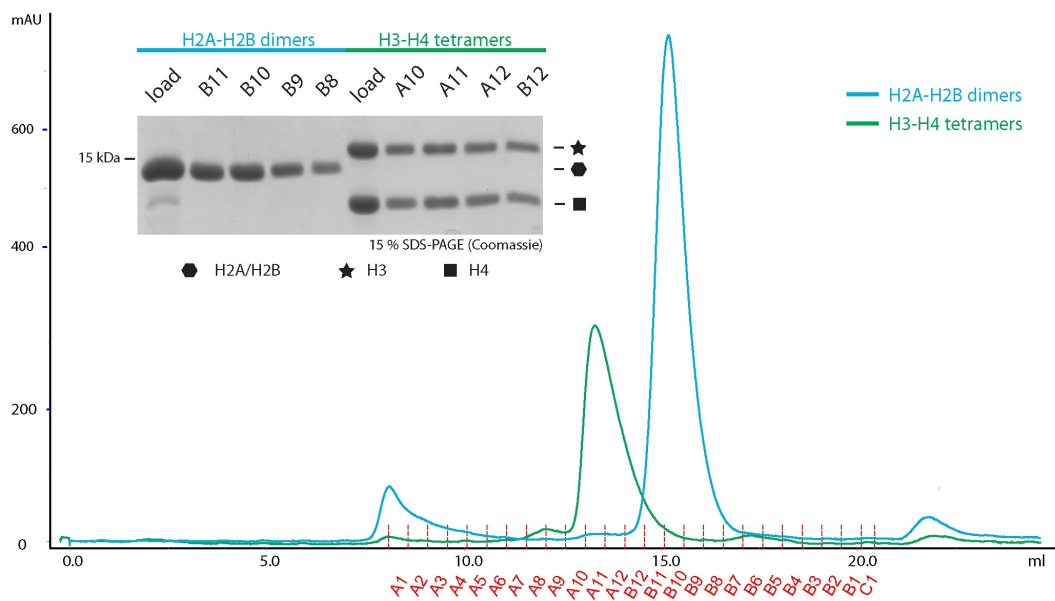 mAU
H2A-H2B dimers H3-H4 tetramers
load B11 B10 B9 B8 load A10 A11 A12 B12
H2A-H2B dimers
H3-H4 tetramers
600
15 kDa
400
15 % SDS-PAGE (Coomassie)
H2A/H2B H3 H4
200
0
0.0 5.0 10.0 15.0 20.0 ml
A1 A2 A3 A4 A5 A6 A7 A8 A9 A10 A11 A12 B12 B11 B10 B9 B8 B7 B6 B5 B4 B3 B2 B1 C1